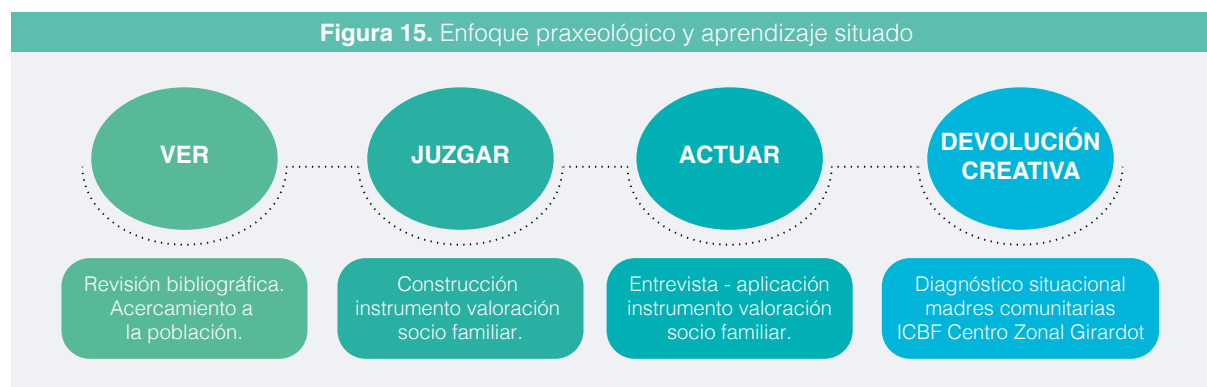 Figura 15. Enfoque praxeológico y aprendizaje situado
VER
JUZGAR
ACTUAR
DEVOLUCIÓN
CREATIVA
Revisión bibliográfica.
Acercamiento a
la población.
Construcción
instrumento valoración
socio familiar.
Entrevista - aplicación
instrumento valoración
socio familiar.
Diagnóstico situacional
madres comunitarias
ICBF Centro Zonal Girardot